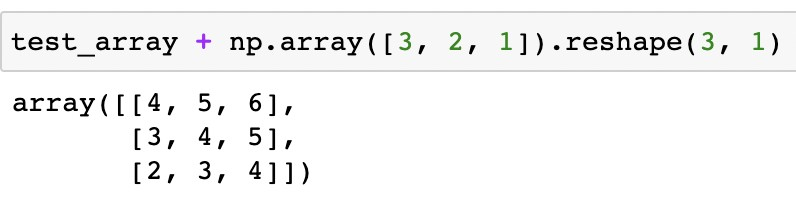 test_array + np.array([3, 2, 1]).reshape(3, 1)
array([[4, 5, 6],
       [3, 4, 5],
       [2, 3, 4]])